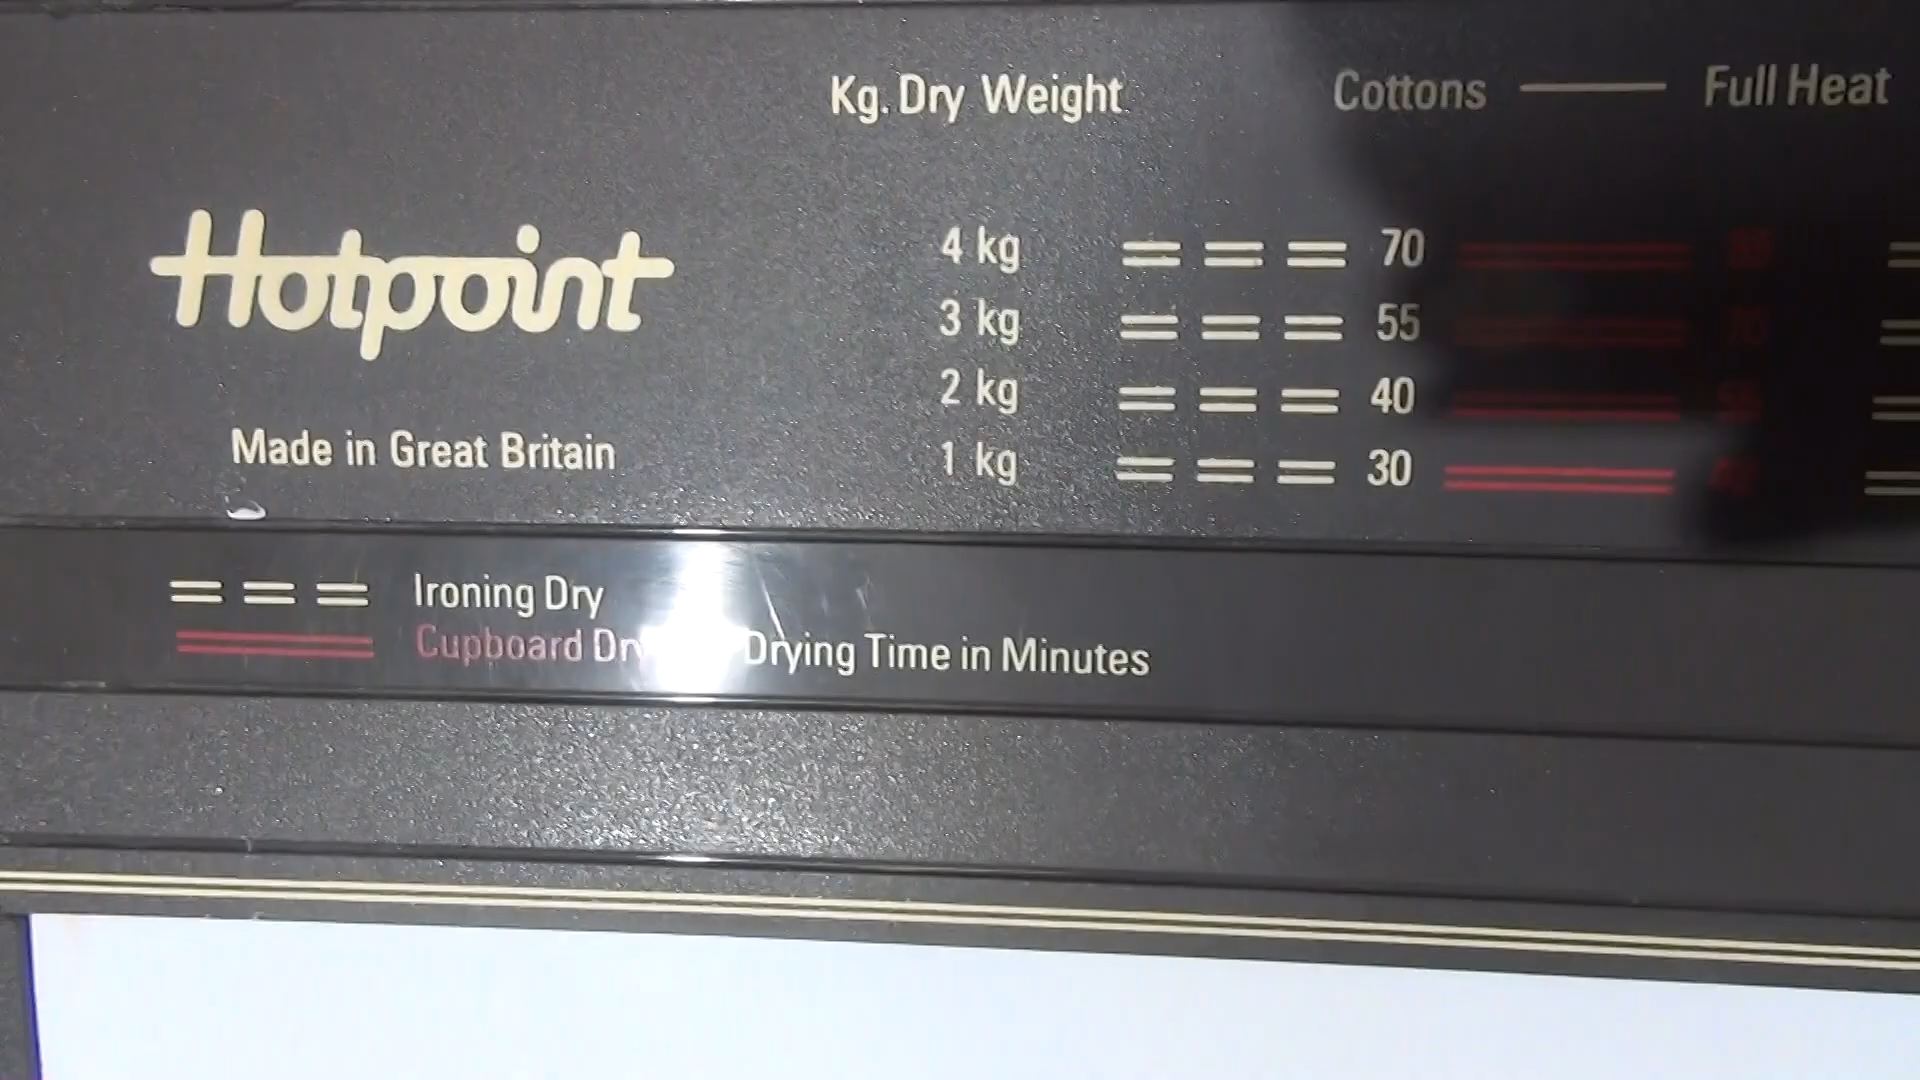 Kg. Dry Weight Cottons Full Heat
Hotpoint
4 kg 70
3 kg 55
2 kg 40
1 kg 30
Made in Great Britain
Ironing Dry
Cupboard Drying Time in Minutes